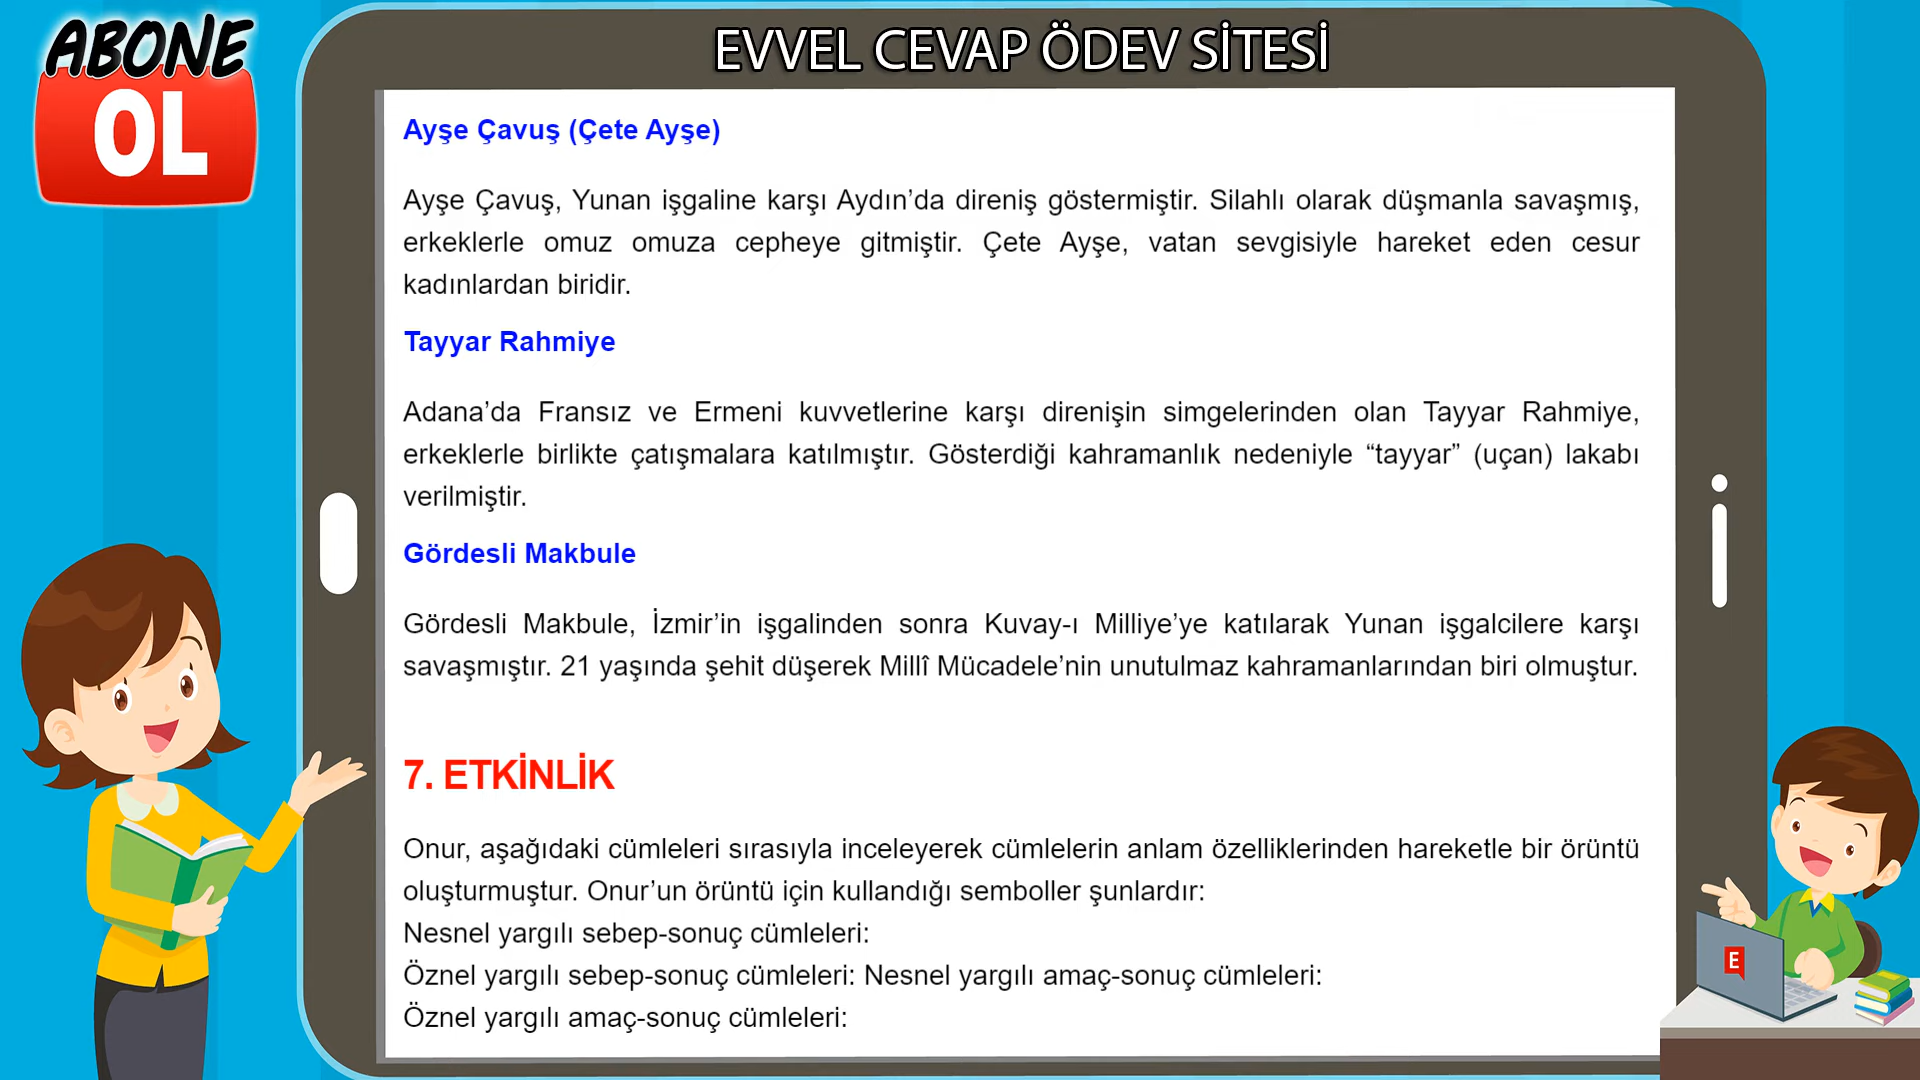 ABONE
OL
EVVEL CEVAP ÖDEV SİTESİ
Ayşe Çavuş (Çete Ayşe)
Ayşe Çavuş, Yunan işgaline karşı Aydın’da direniş göstermiştir. Silahlı olarak düşmanla savaşmış,
erkeklerle omuz omuza cepheye gitmiştir. Çete Ayşe, vatan sevgisiyle hareket eden cesur
kadınlardan biridir.
Tayyar Rahmiye
Adana’da Fransız ve Ermeni kuvvetlerine karşı direnişin simgelerinden olan Tayyar Rahmiye,
erkeklerle birlikte çatışmalara katılmıştır. Gösterdiği kahramanlık nedeniyle “tayyar” (uçan) lakabı
verilmiştir.
Gördesli Makbule
Gördesli Makbule, İzmir’in işgalinden sonra Kuvay-ı Milliye’ye katılarak Yunan işgalcilere karşı
savaşmıştır. 21 yaşında şehit düşerek Millî Mücadele’nin unutulmaz kahramanlarından biri olmuştur.
7. ETKİNLİK
Onur, aşağıdaki cümleleri sırasıyla inceleyerek cümlelerin anlam özelliklerinden hareketle bir örüntü
oluşturmuştur. Onur’un örüntü için kullandığı semboller şunlardır:
Nesnel yargılı sebep-sonuç cümleleri:
Öznel yargılı sebep-sonuç cümleleri: Nesnel yargılı amaç-sonuç cümleleri:
Öznel yargılı amaç-sonuç cümleleri:
E